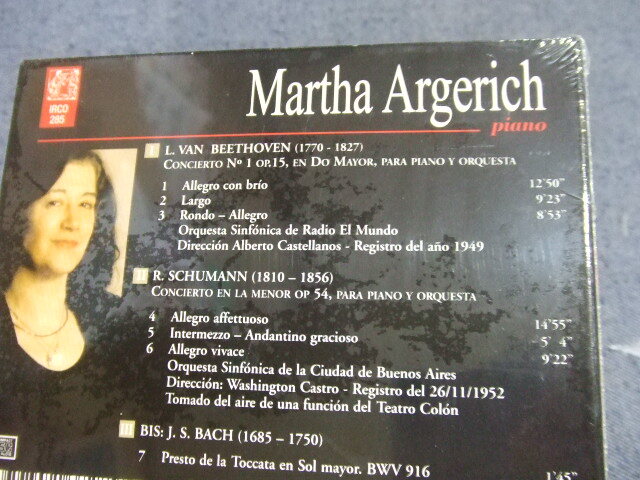 IRCO
285
Martha Argerich
piano
I L. VAN BEETHOVEN (1770 - 1827)
CONCIERTO Nº 1 OP.15, EN DO MAYOR, PARA PIANO Y ORQUESTA
1 Allegro con brío 12'50"
2 Largo 9'23"
3 Rondo – Allegro 8'53"
Orquesta Sinfónica de Radio El Mundo
Dirección Alberto Castellanos - Registro del año 1949
II R. SCHUMANN (1810 – 1856)
CONCIERTO EN LA MENOR OP 54, PARA PIANO Y ORQUESTA
4 Allegro affettuoso 14'55"
5 Intermezzo – Andantino gracioso 5' 4"
6 Allegro vivace 9'22"
Orquesta Sinfónica de la Ciudad de Buenos Aires
Dirección: Washington Castro - Registro del 26/11/1952
Tomado del aire de una función del Teatro Colón
III BIS: J. S. BACH (1685 – 1750)
7 Presto de la Toccata en Sol mayor. BWV 916 1'45"